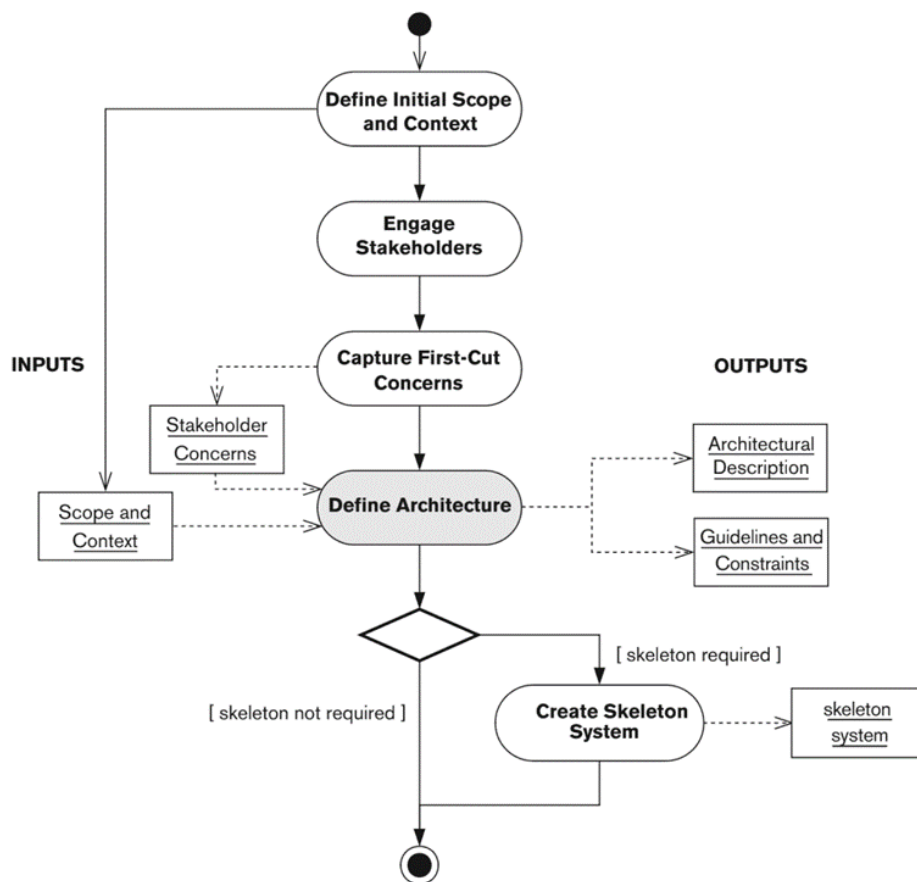 Define Initial Scope
and Context
Engage
Stakeholders
INPUTS
Capture First-Cut
Concerns
OUTPUTS
Stakeholder
Concerns
Architectural
Description
Scope and
Context
Define Architecture
Guidelines and
Constraints
[ skeleton required ]
[ skeleton not required ]
Create Skeleton
System
skeleton
system